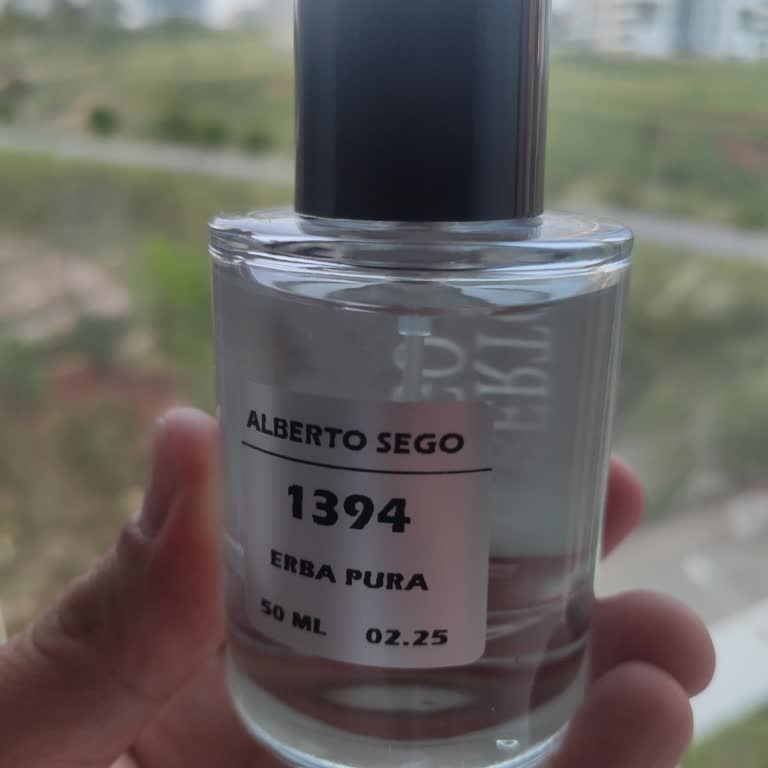 ALBERTO SEGO
1394
ERBA PURA
50 ML 02.25